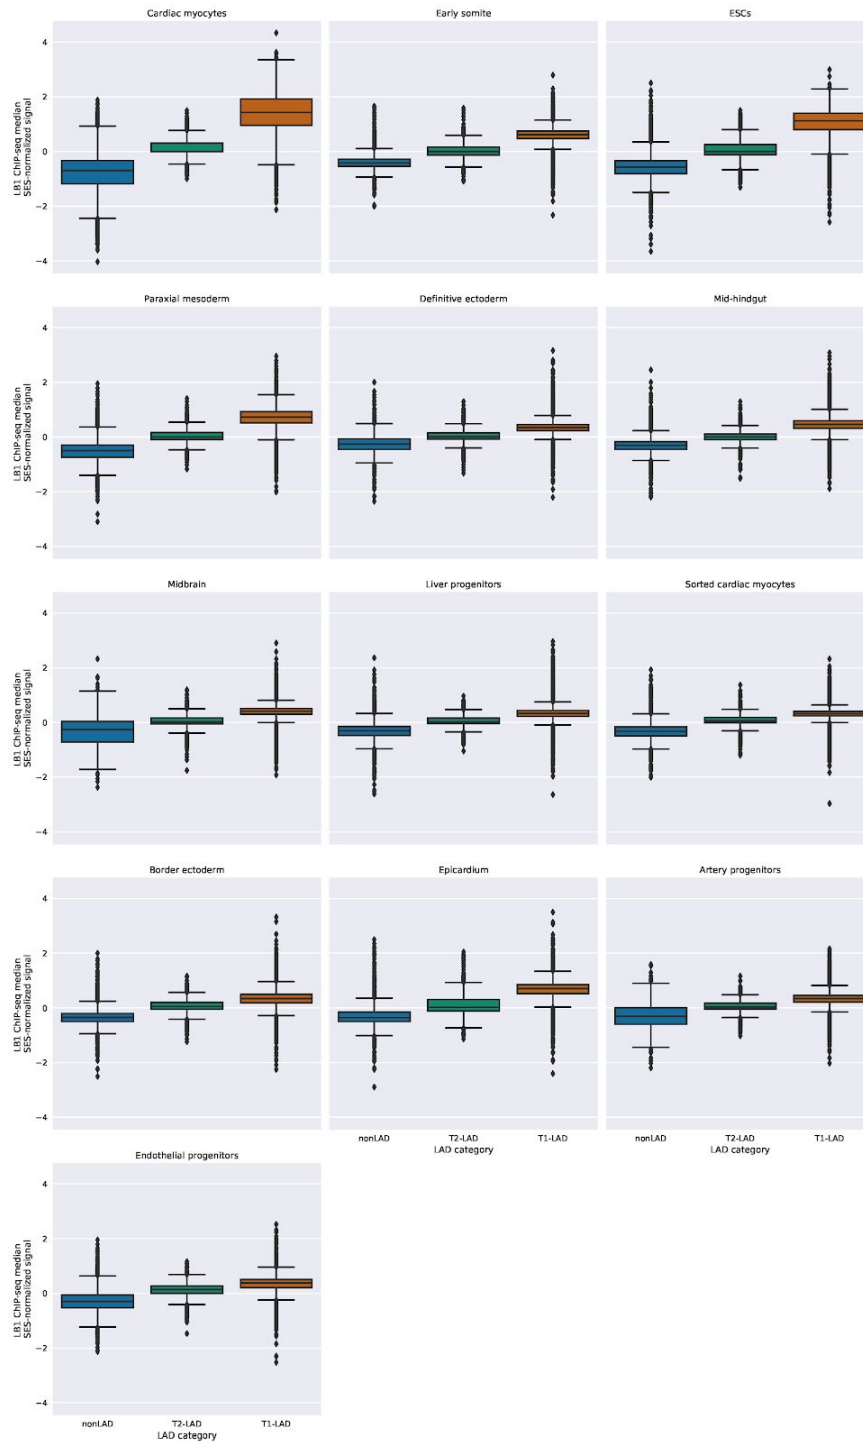 Cardiac myocytes
Early somite
ESCs
LB1 ChIP-seq median
SES-normalized signal
4
2
0
−2
−4
Paraxial mesoderm
Definitive ectoderm
Mid-hindgut
LB1 ChIP-seq median
SES-normalized signal
4
2
0
−2
−4
Midbrain
Liver progenitors
Sorted cardiac myocytes
LB1 ChIP-seq median
SES-normalized signal
4
2
0
−2
−4
Border ectoderm
Epicardium
Artery progenitors
LB1 ChIP-seq median
SES-normalized signal
4
2
0
−2
−4
nonLAD
T2-LAD
T1-LAD
LAD category
nonLAD
T2-LAD
T1-LAD
LAD category
Endothelial progenitors
LB1 ChIP-seq median
SES-normalized signal
4
2
0
−2
−4
nonLAD
T2-LAD
T1-LAD
LAD category